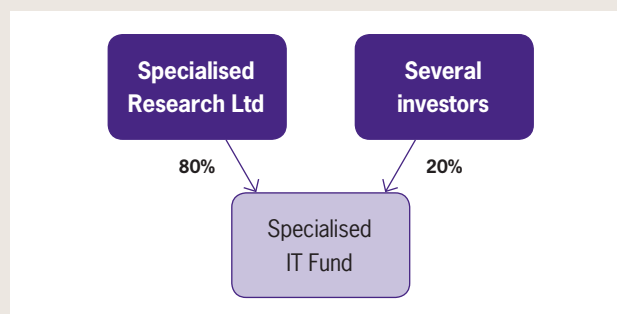 Specialised
Research Ltd
Several
investors
80%
20%
Specialised
IT Fund